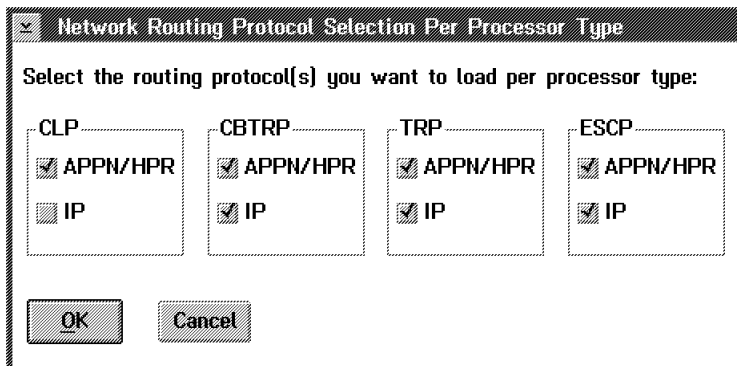 Network Routing Protocol Selection Per Processor Type
Select the routing protocol(s) you want to load per processor type:
CLP CBTRP TRP ESCP
APPN/HPR APPN/HPR APPN/HPR APPN/HPR
IP IP IP IP
OK Cancel